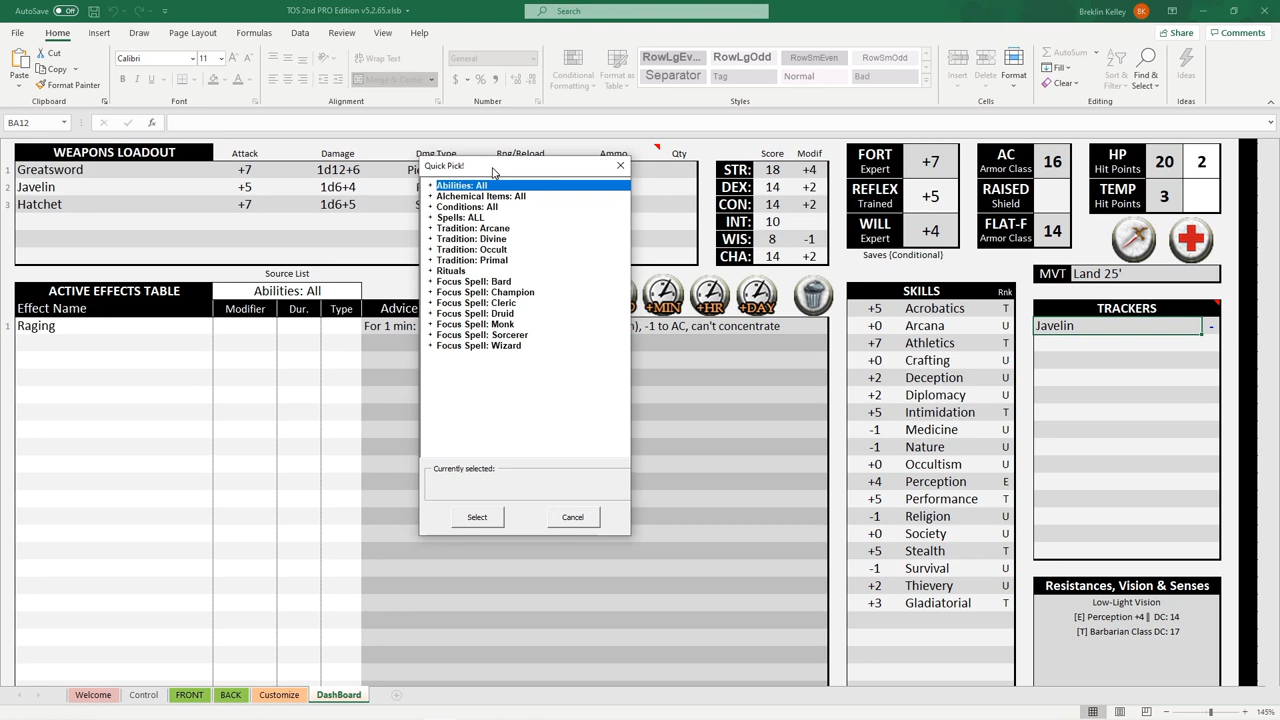 AutoSave Off TOS 2nd PRO Edition v5.2.65.xlsb Search Breklin Kelley BK
File Home Insert Draw Page Layout Formulas Data Review View Help Share Comments
Paste Cut Copy Format Painter Clipboard
Calibri 11 B I U Font
Wrap Text Merge & Center Alignment
General $ % Number
Conditional Formatting Format as Table
RowLgEv... RowLgOdd RowSmEven RowSmOdd
Separator Tag Normal Bad
Styles
Insert Delete Format Cells
AutoSum Fill Clear Sort & Filter Find & Select Editing
Ideas Ideas
BA12 fx
WEAPONS LOADOUT Attack Damage Dmg Type Rng/Reload Ammo Qty
1 Greatsword +7 1d12+6
2 Javelin +5 1d6+4
3 Hatchet +7 1d6+5
Score Modif
STR: 18 +4
DEX: 14 +2
CON: 14 +2
INT: 10
WIS: 8 -1
CHA: 14 +2
FORT Expert +7
REFLEX Trained +5
WILL Expert +4
Saves (Conditional)
AC Armor Class 16
RAISED Shield
FLAT-F Armor Class 14
HP Hit Points 20 2
TEMP Hit Points 3
MVT Land 25'
Source List
ACTIVE EFFECTS TABLE Abilities: All
Effect Name Modifier Dur. Type Advice
+MIN +HR +DAY
1 Raging For 1 min: ), -1 to AC, can't concentrate
Quick Pick!
+ Abilities: All
+ Alchemical Items: All
+ Conditions: All
+ Spells: ALL
+ Tradition: Arcane
+ Tradition: Divine
+ Tradition: Occult
+ Tradition: Primal
+ Rituals
+ Focus Spell: Bard
+ Focus Spell: Champion
+ Focus Spell: Cleric
+ Focus Spell: Druid
+ Focus Spell: Monk
+ Focus Spell: Sorcerer
+ Focus Spell: Wizard
Currently selected:
Select Cancel
SKILLS Rnk
+5 Acrobatics T
+0 Arcana U
+7 Athletics T
+0 Crafting U
+2 Deception U
+2 Diplomacy U
+5 Intimidation T
-1 Medicine U
-1 Nature U
+0 Occultism U
+4 Perception E
+5 Performance T
-1 Religion U
+0 Society U
+5 Stealth T
-1 Survival U
+2 Thievery U
+3 Gladiatorial T
TRACKERS
Javelin -
Resistances, Vision & Senses
Low-Light Vision
[E] Perception +4 ‖ DC: 14
[T] Barbarian Class DC: 17
Welcome Control FRONT BACK Customize DashBoard
145%